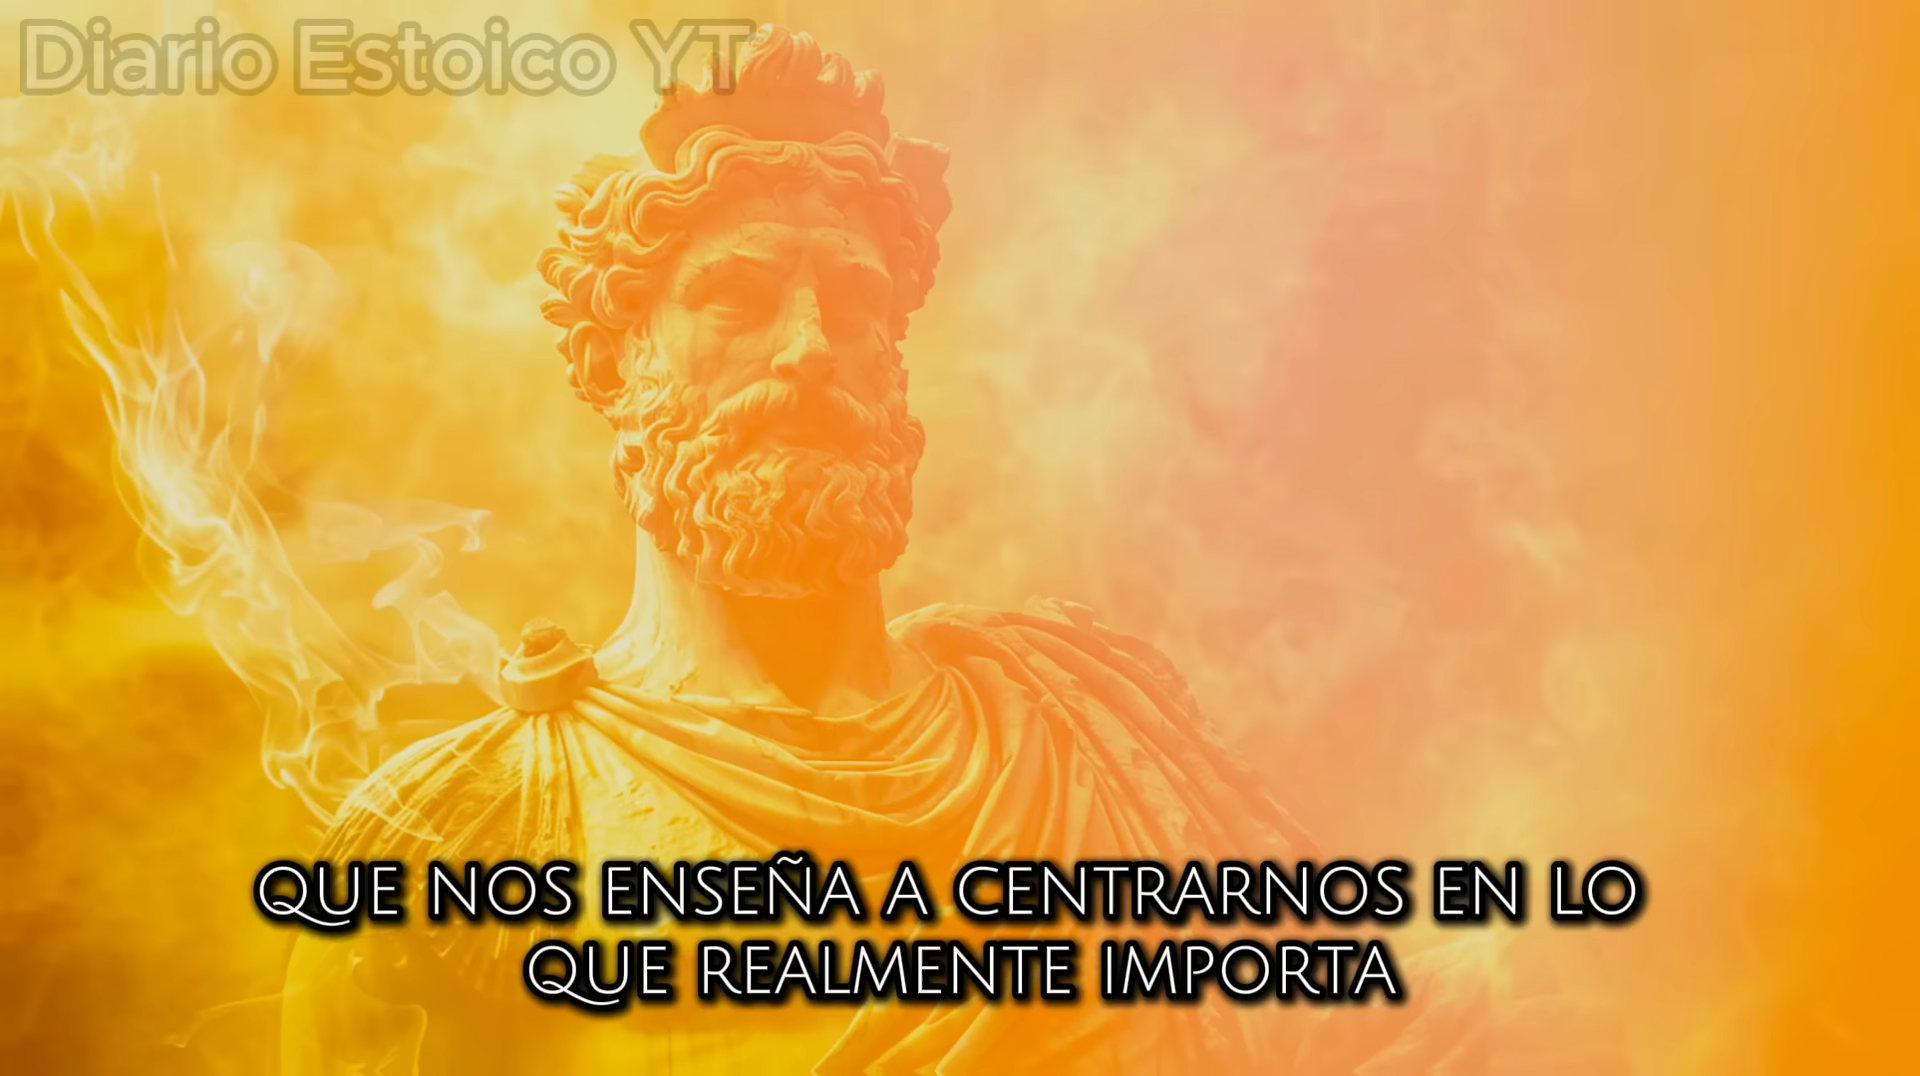 Diario Estoico YT
QUE NOS ENSEÑA A CENTRARNOS EN LO
QUE REALMENTE IMPORTA